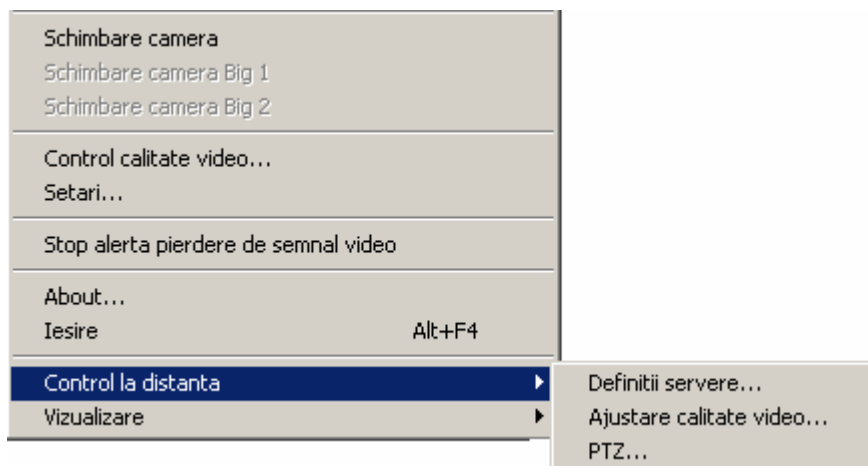 Schimbare camera
Schimbare camera Big 1
Schimbare camera Big 2
Control calitate video...
Setari...
Stop alerta pierdere de semnal video
About...
Iesire Alt+F4
Control la distanta
Vizualizare
Definitii servere...
Ajustare calitate video...
PTZ...